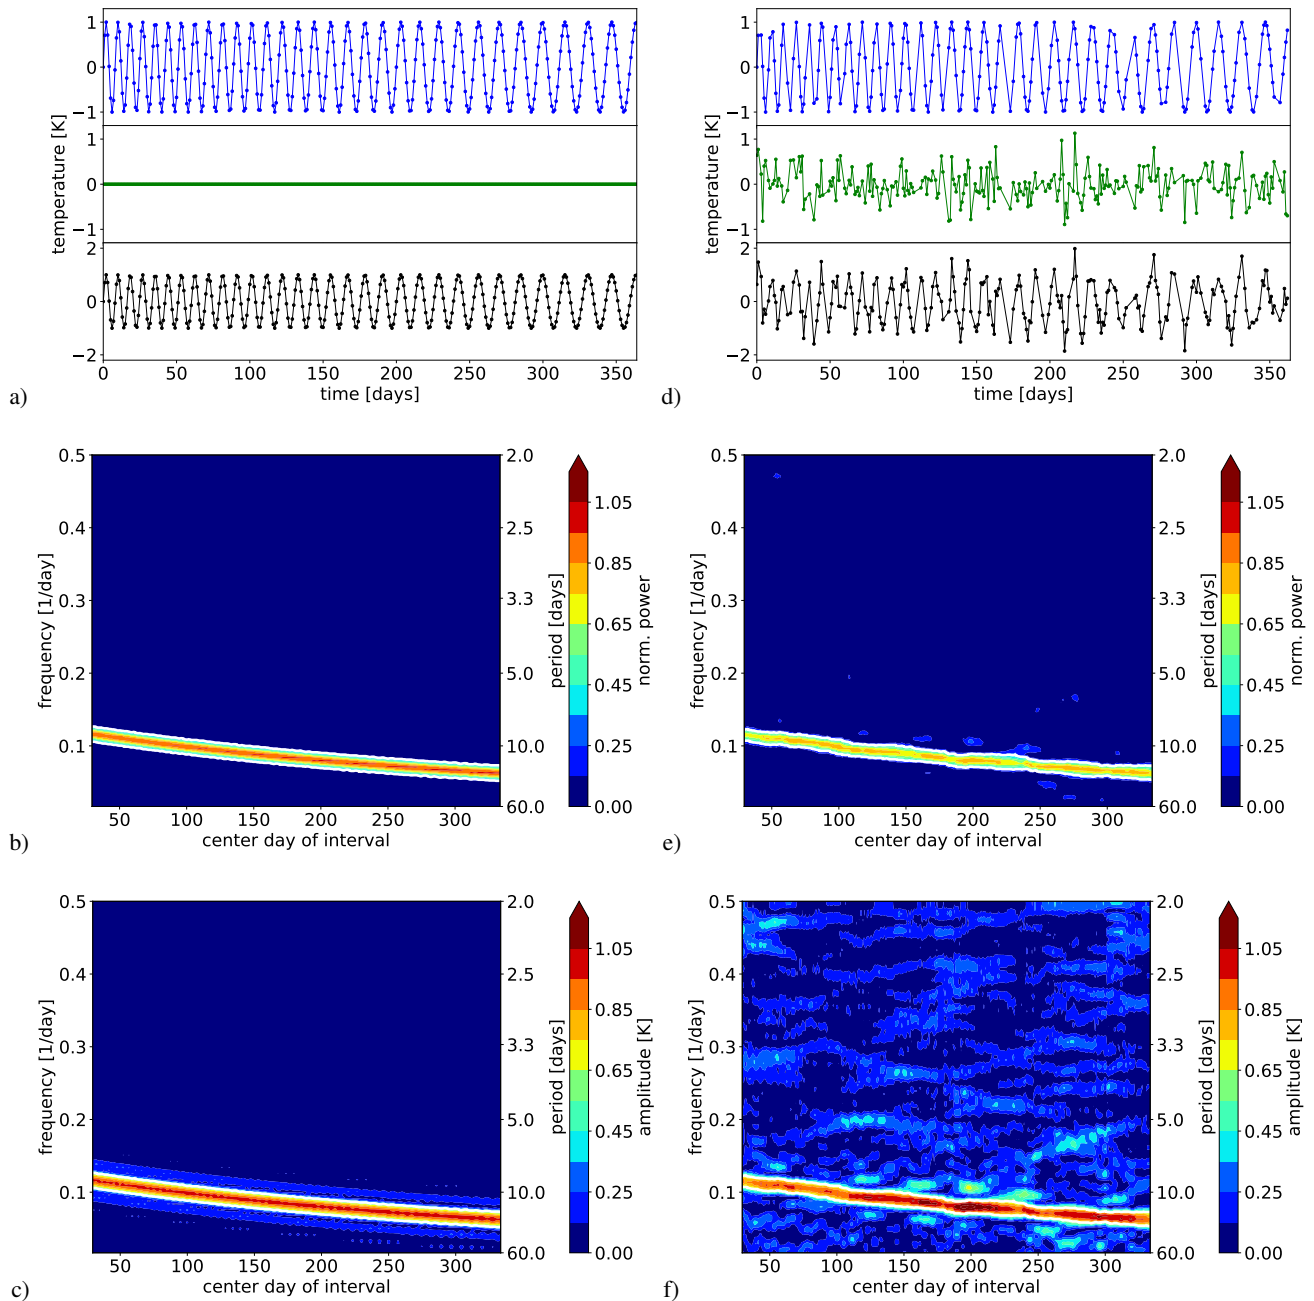 1
0
−1
1
0
−1
2
0
−2
temperature [K]
0 50 100 150 200 250 300 350
time [days]
a)
1
0
−1
1
0
−1
2
0
−2
temperature [K]
0 50 100 150 200 250 300 350
time [days]
d)
0.5
0.4
0.3
0.2
0.1
frequency [1/day]
50 100 150 200 250 300
center day of interval
2.0
2.5
3.3
5.0
10.0
60.0
period [days]
1.05
0.85
0.65
0.45
0.25
0.00
norm. power
b)
0.5
0.4
0.3
0.2
0.1
frequency [1/day]
50 100 150 200 250 300
center day of interval
2.0
2.5
3.3
5.0
10.0
60.0
period [days]
1.05
0.85
0.65
0.45
0.25
0.00
norm. power
e)
0.5
0.4
0.3
0.2
0.1
frequency [1/day]
50 100 150 200 250 300
center day of interval
2.0
2.5
3.3
5.0
10.0
60.0
period [days]
1.05
0.85
0.65
0.45
0.25
0.00
amplitude [K]
c)
0.5
0.4
0.3
0.2
0.1
frequency [1/day]
50 100 150 200 250 300
center day of interval
2.0
2.5
3.3
5.0
10.0
60.0
period [days]
1.05
0.85
0.65
0.45
0.25
0.00
amplitude [K]
f)